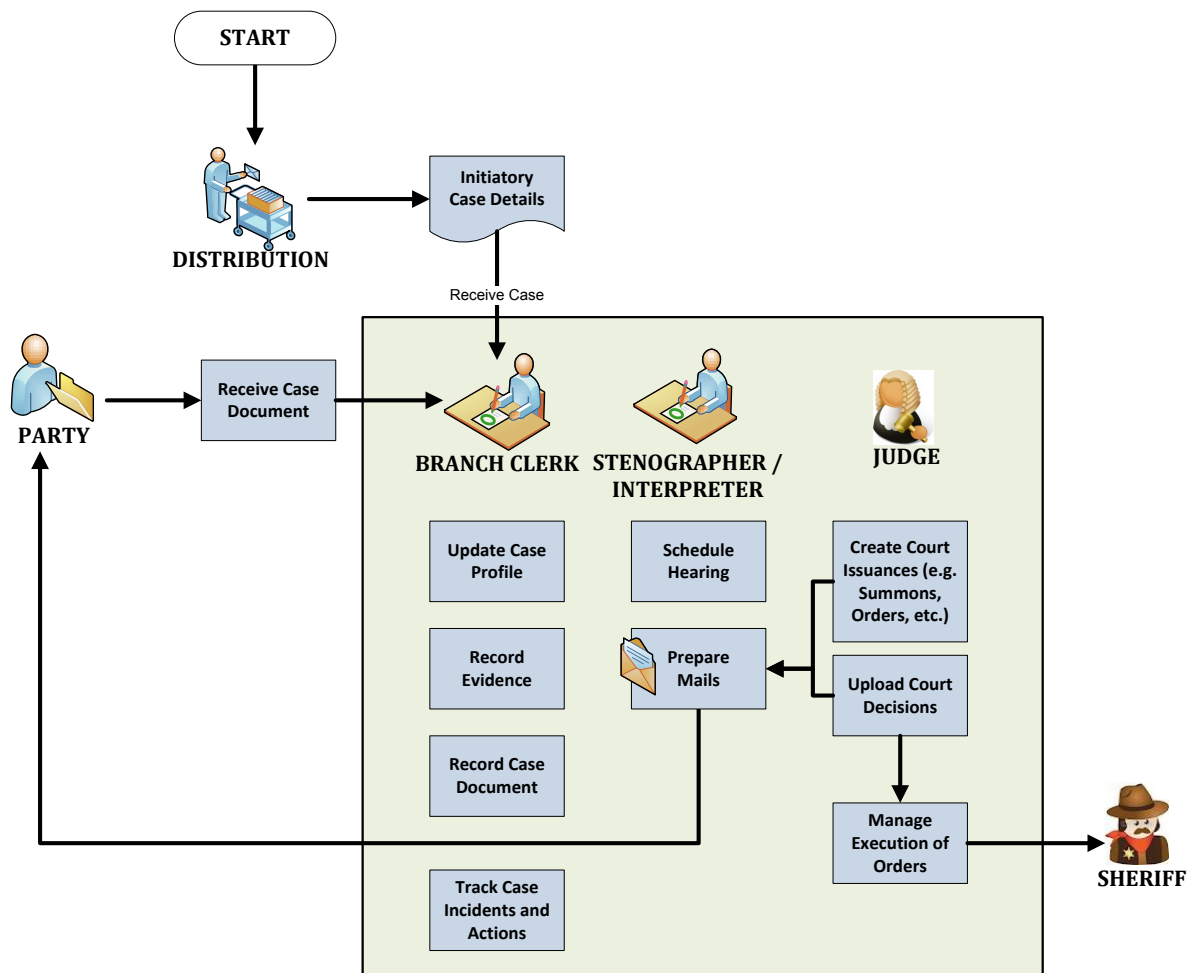 START
Initiatory
Case Details
DISTRIBUTION
Receive Case
Receive Case
Document
PARTY
BRANCH CLERK
STENOGRAPHER /
INTERPRETER
JUDGE
Update Case
Profile
Schedule
Hearing
Create Court
Issuances (e.g.
Summons,
Orders, etc.)
Record
Evidence
Prepare
Mails
Upload Court
Decisions
Record Case
Document
Manage
Execution of
Orders
SHERIFF
Track Case
Incidents and
Actions